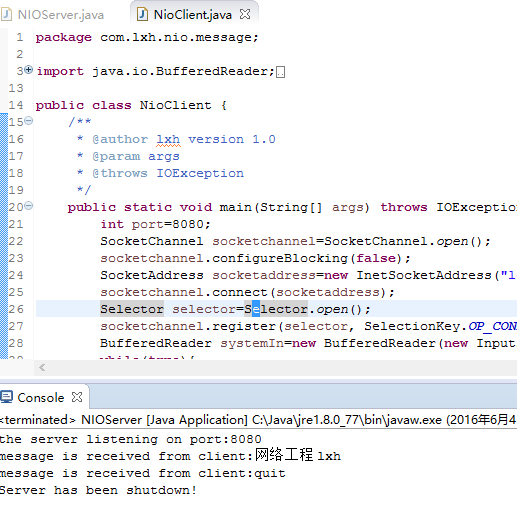 NIOServer.java NioClient.java
1 package com.lxh.nio.message;
2
3 import java.io.BufferedReader;
13
14 public class NioClient {
15 /**
16 * @author lxh version 1.0
17 * @param args
18 * @throws IOException
19 */
20 public static void main(String[] args) throws IOExceptio
21 int port=8080;
22 SocketChannel socketchannel=SocketChannel.open();
23 socketchannel.configureBlocking(false);
24 SocketAddress socketaddress=new InetSocketAddress("l
25 socketchannel.connect(socketaddress);
26 Selector selector=Selector.open();
27 socketchannel.register(selector, SelectionKey.OP_CON
28 BufferedReader systemIn=new BufferedReader(new Input
29 while(true){
Console
<terminated> NIOServer [Java Application] C:\Java\jre1.8.0_77\bin\javaw.exe (2016年6月4
the server listening on port:8080
message is received from client:网络工程lxh
message is received from client:quit
Server has been shutdown!